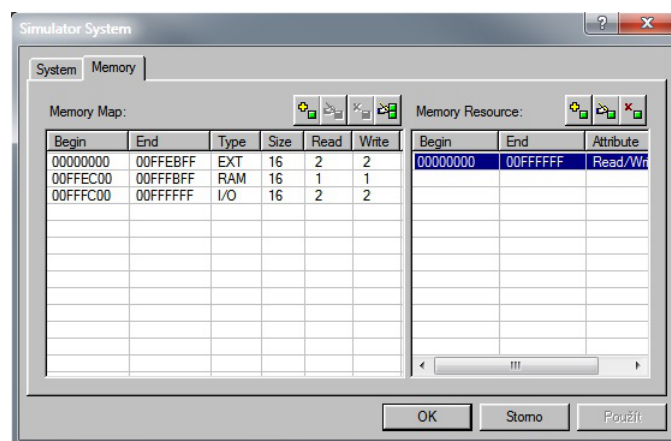 Simulator System
System Memory
Memory Map:
Begin End Type Size Read Write
00000000 00FFEBFF EXT 16 2 2
00FFEC00 00FFFBFF RAM 16 1 1
00FFFC00 00FFFFFF I/O 16 2 2
Memory Resource:
Begin End Attribute
00000000 00FFFFFF Read/Wri
OK Storno Použít